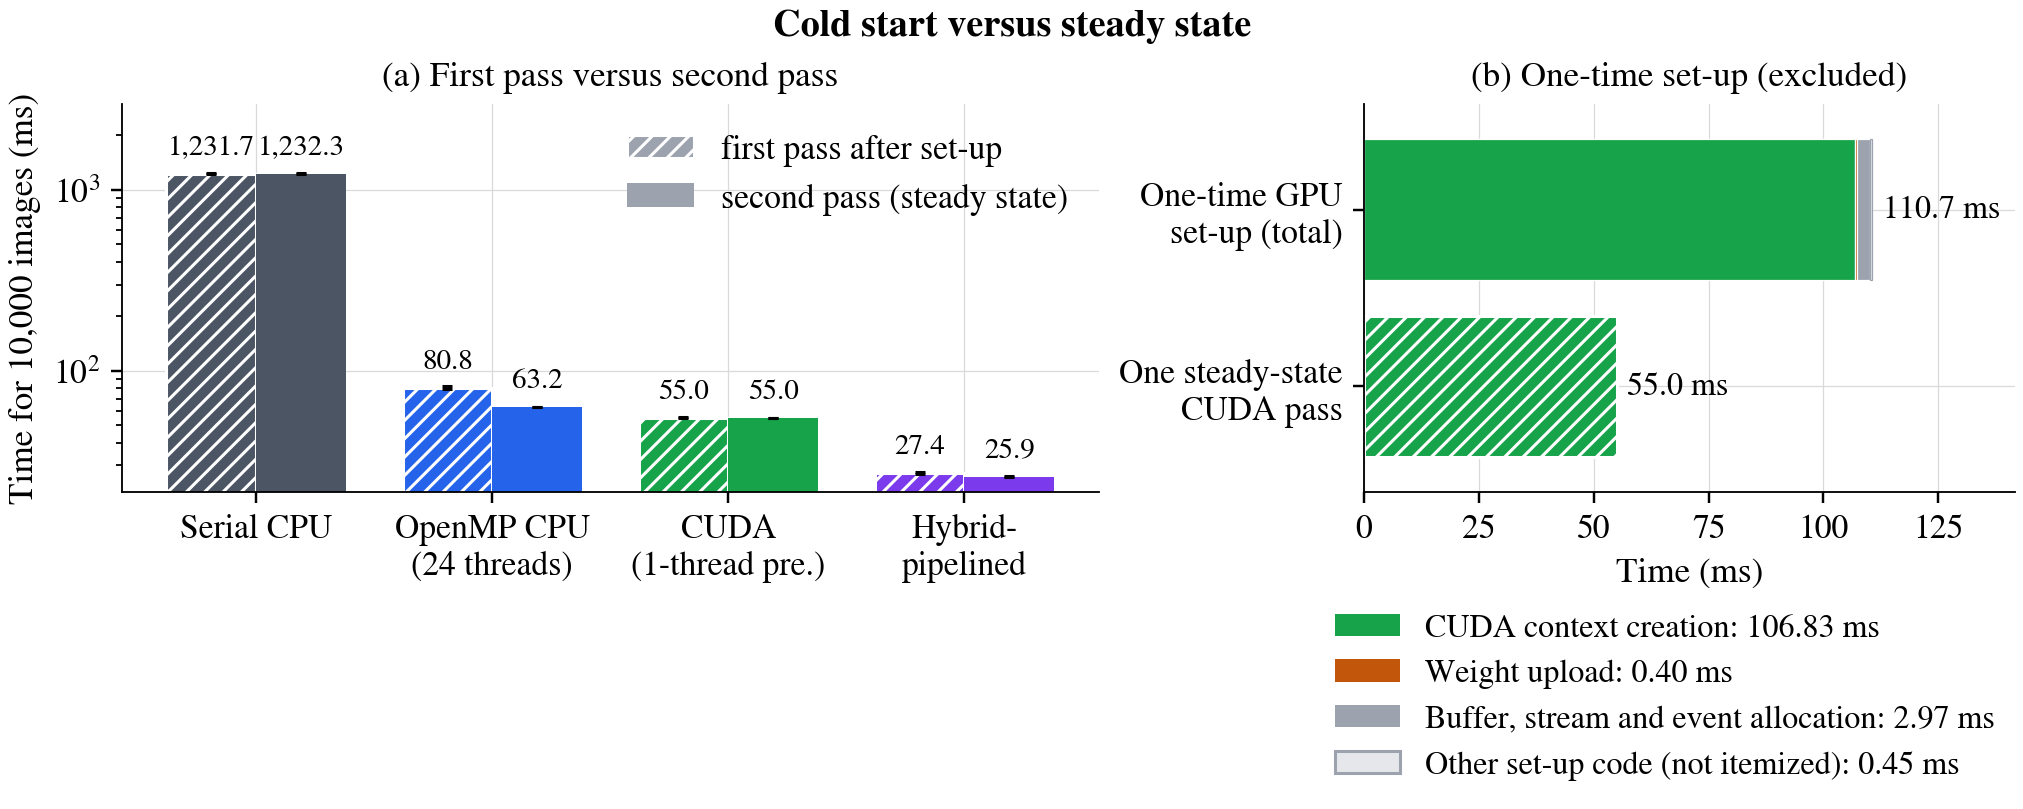 Cold start versus steady state
(a) First pass versus second pass
Time for 10,000 images (ms)
10³
10²
1,231.7 1,232.3
80.8
63.2
55.0
55.0
27.4
25.9
first pass after set-up
second pass (steady state)
Serial CPU
OpenMP CPU
(24 threads)
CUDA
(1-thread pre.)
Hybrid-
pipelined
(b) One-time set-up (excluded)
One-time GPU
set-up (total)
110.7 ms
One steady-state
CUDA pass
55.0 ms
0 25 50 75 100 125
Time (ms)
CUDA context creation: 106.83 ms
Weight upload: 0.40 ms
Buffer, stream and event allocation: 2.97 ms
Other set-up code (not itemized): 0.45 ms